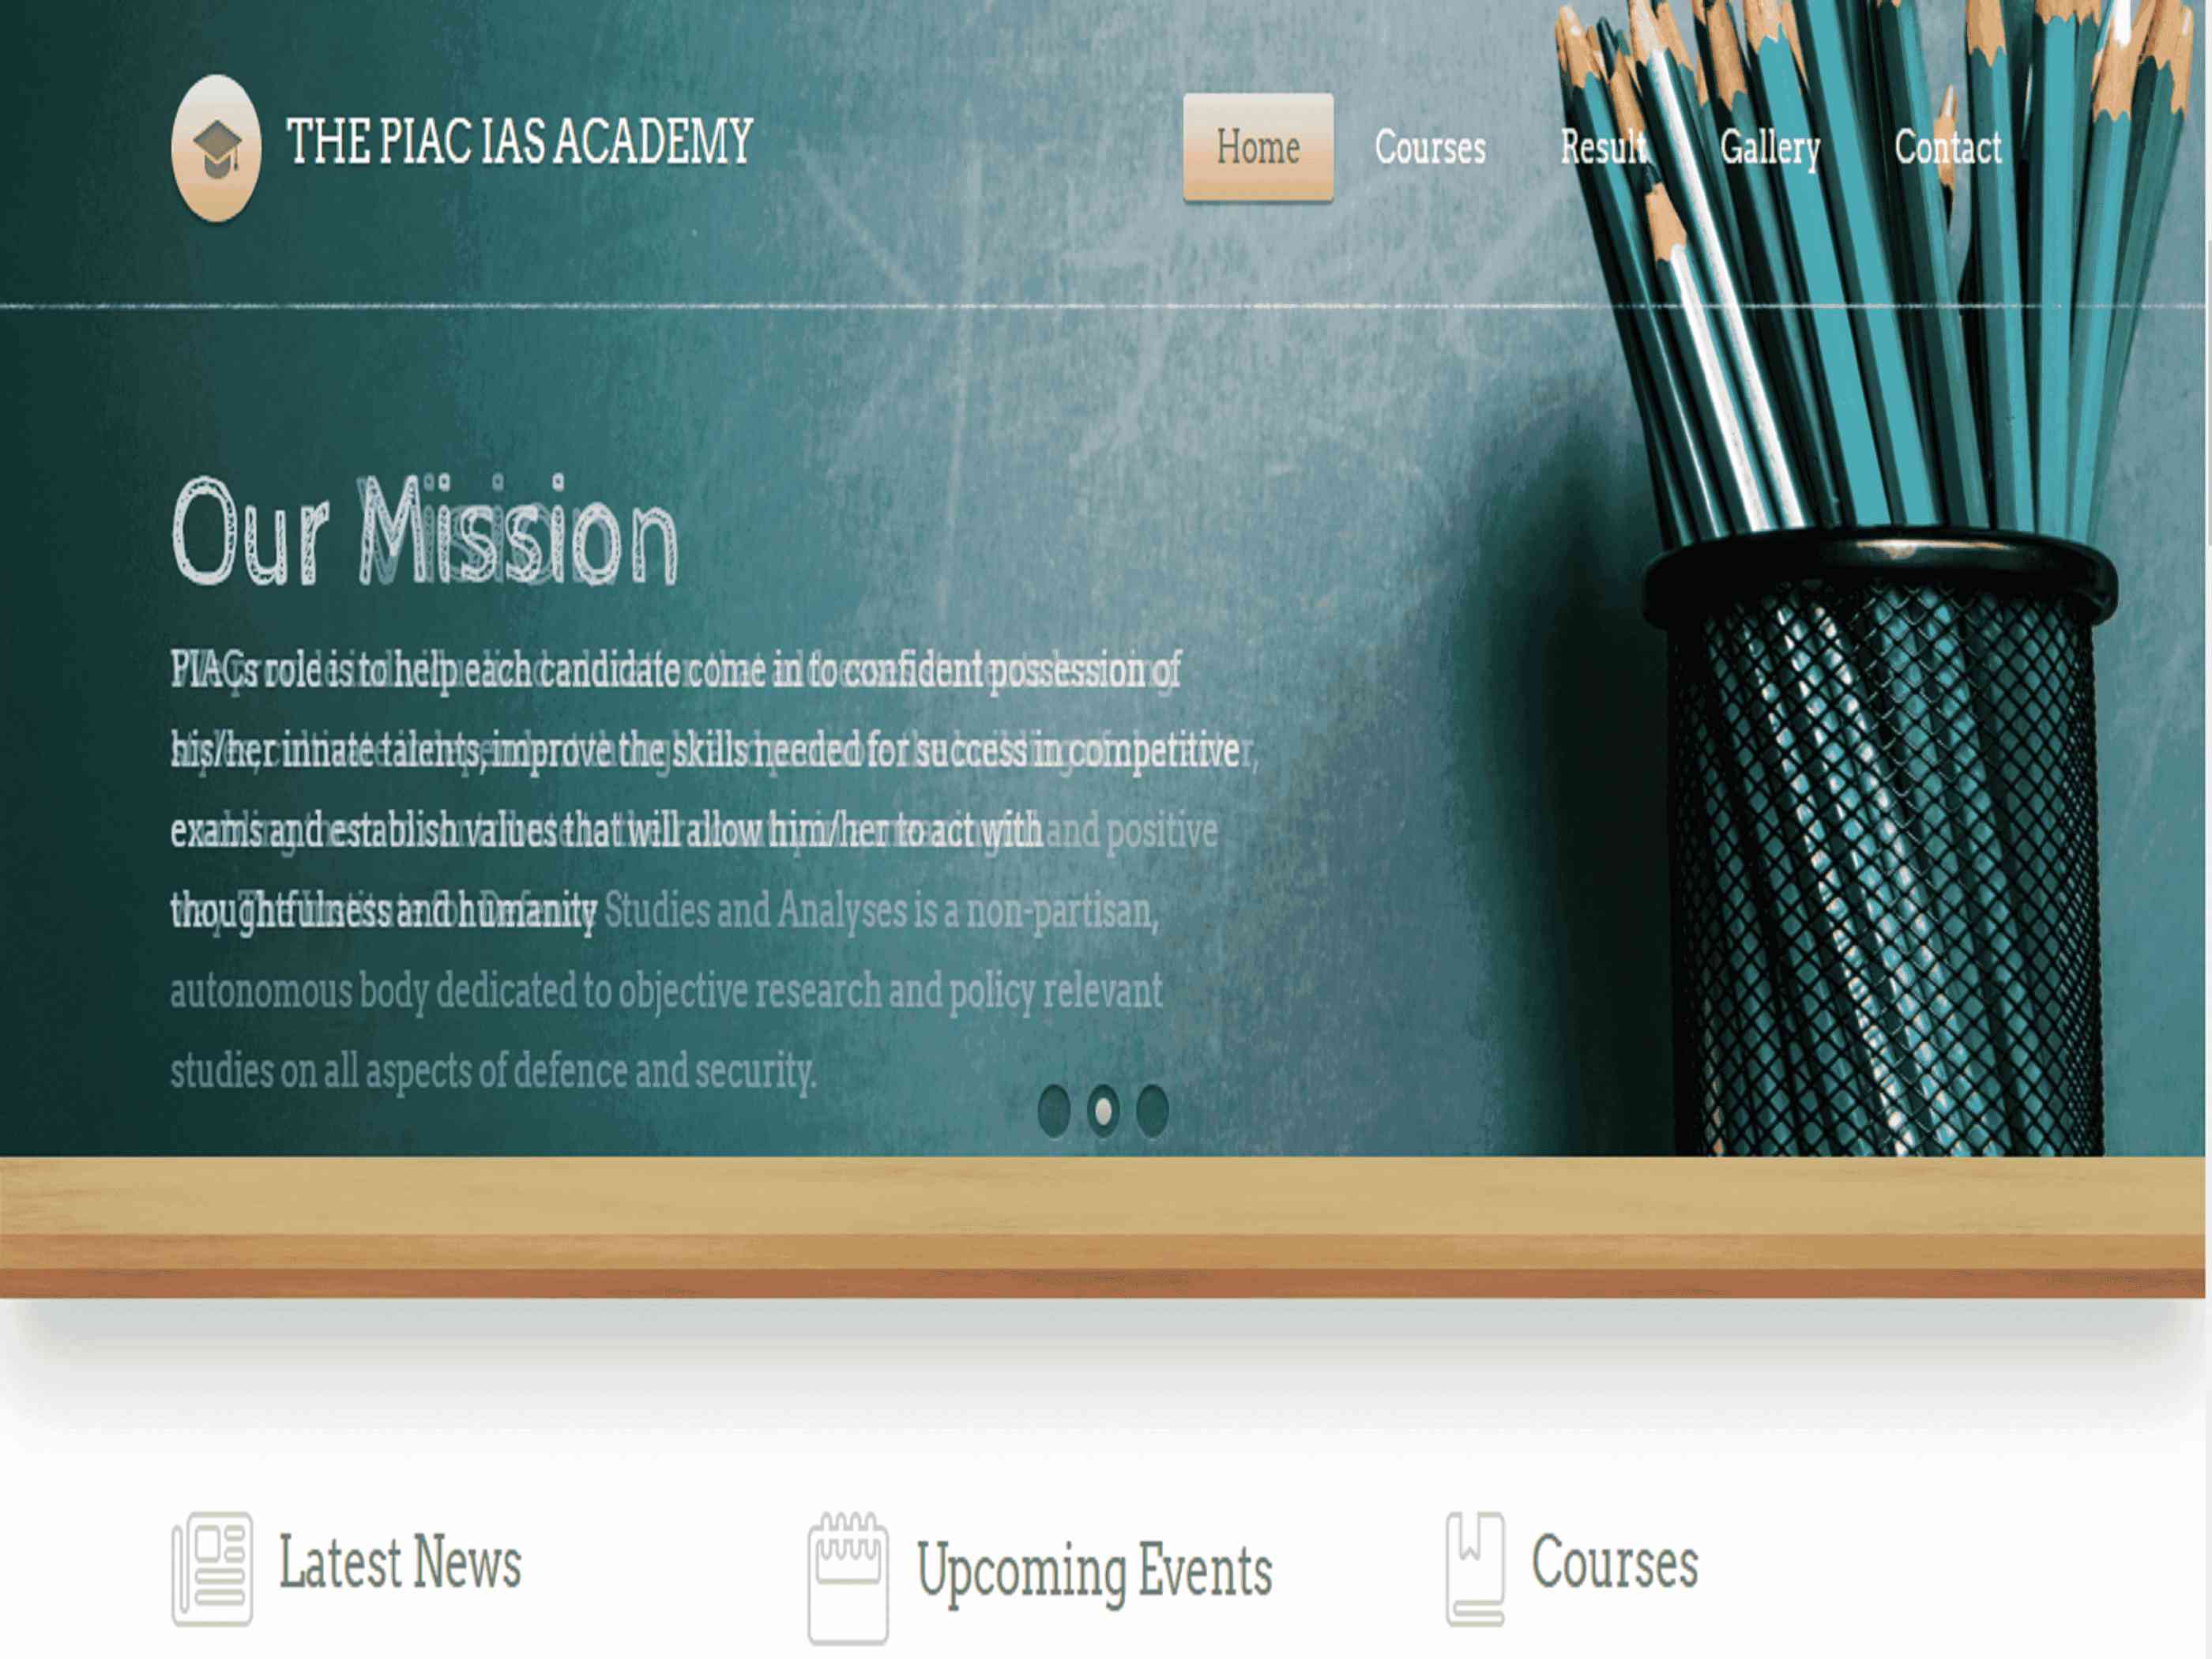 THE PIAC IAS ACADEMY
Home Courses Result Gallery Contact
Our Mission
PIACs role is to help each candidate come in to confident possession of
his/her innate talents, improve the skills needed for success in competitive
exams and establish values that will allow him/her to act with and positive
thoughtfulness and humanity Studies and Analyses is a non-partisan,
autonomous body dedicated to objective research and policy relevant
studies on all aspects of defence and security.
Latest News
Upcoming Events
Courses